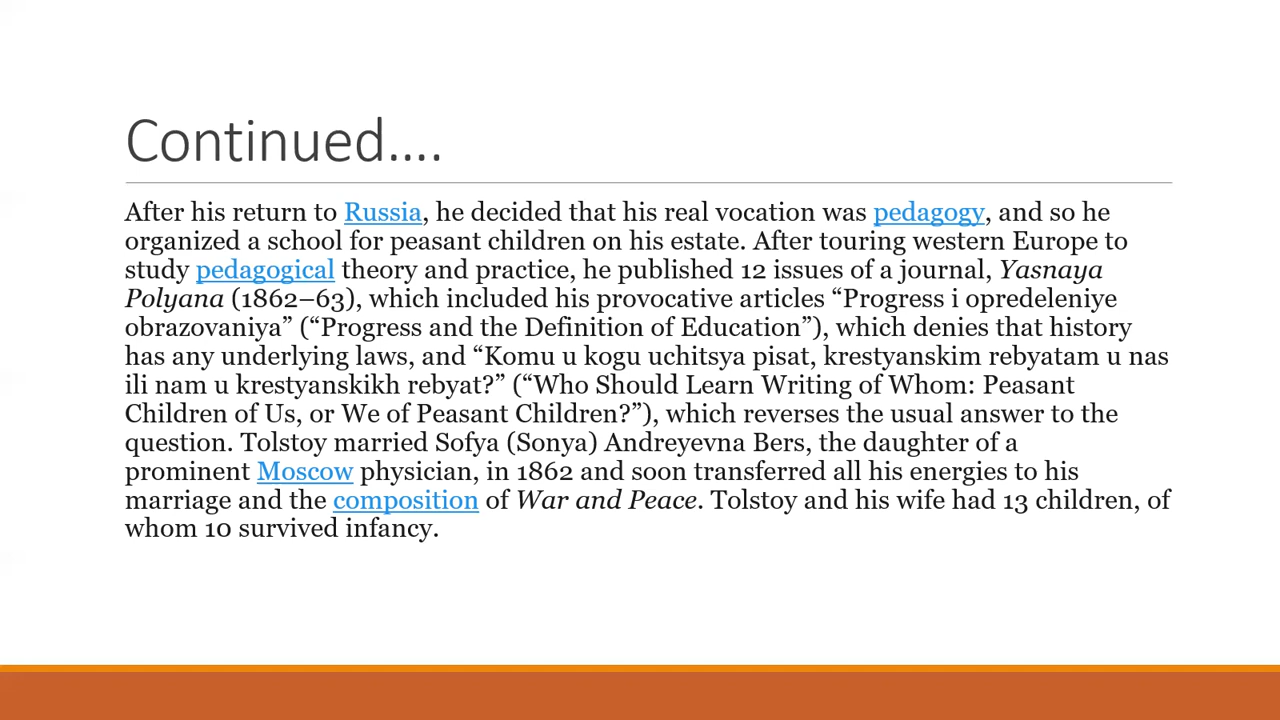 Continued....
After his return to Russia, he decided that his real vocation was pedagogy, and so he
organized a school for peasant children on his estate. After touring western Europe to
study pedagogical theory and practice, he published 12 issues of a journal, Yasnaya
Polyana (1862–63), which included his provocative articles “Progress i opredeleniye
obrazovaniya” (“Progress and the Definition of Education”), which denies that history
has any underlying laws, and “Komu u kogu uchitsya pisat, krestyanskim rebyatam u nas
ili nam u krestyanskikh rebyat?” (“Who Should Learn Writing of Whom: Peasant
Children of Us, or We of Peasant Children?”), which reverses the usual answer to the
question. Tolstoy married Sofya (Sonya) Andreyevna Bers, the daughter of a
prominent Moscow physician, in 1862 and soon transferred all his energies to his
marriage and the composition of War and Peace. Tolstoy and his wife had 13 children, of
whom 10 survived infancy.